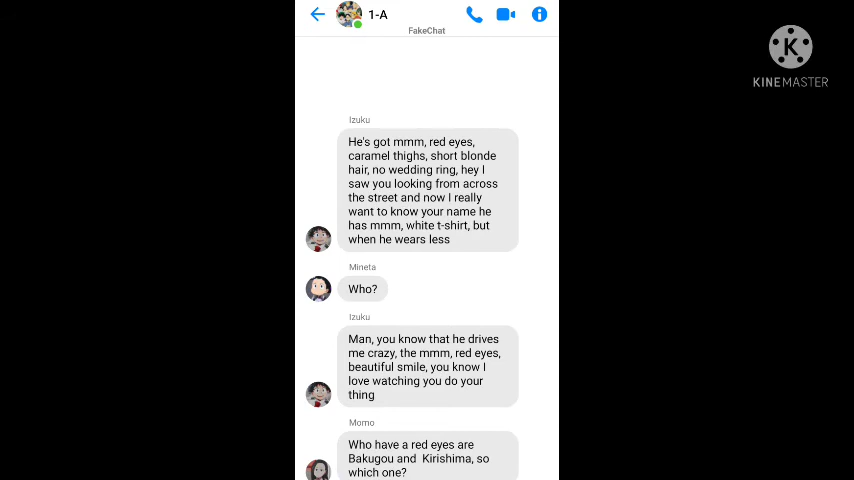 1-A
FakeChat
K
KINEMASTER
Izuku
He's got mmm, red eyes,
caramel thighs, short blonde
hair, no wedding ring, hey I
saw you looking from across
the street and now I really
want to know your name he
has mmm, white t-shirt, but
when he wears less
Mineta
Who?
Izuku
Man, you know that he drives
me crazy, the mmm, red eyes,
beautiful smile, you know I
love watching you do your
thing
Momo
Who have a red eyes are
Bakugou and  Kirishima, so
which one?